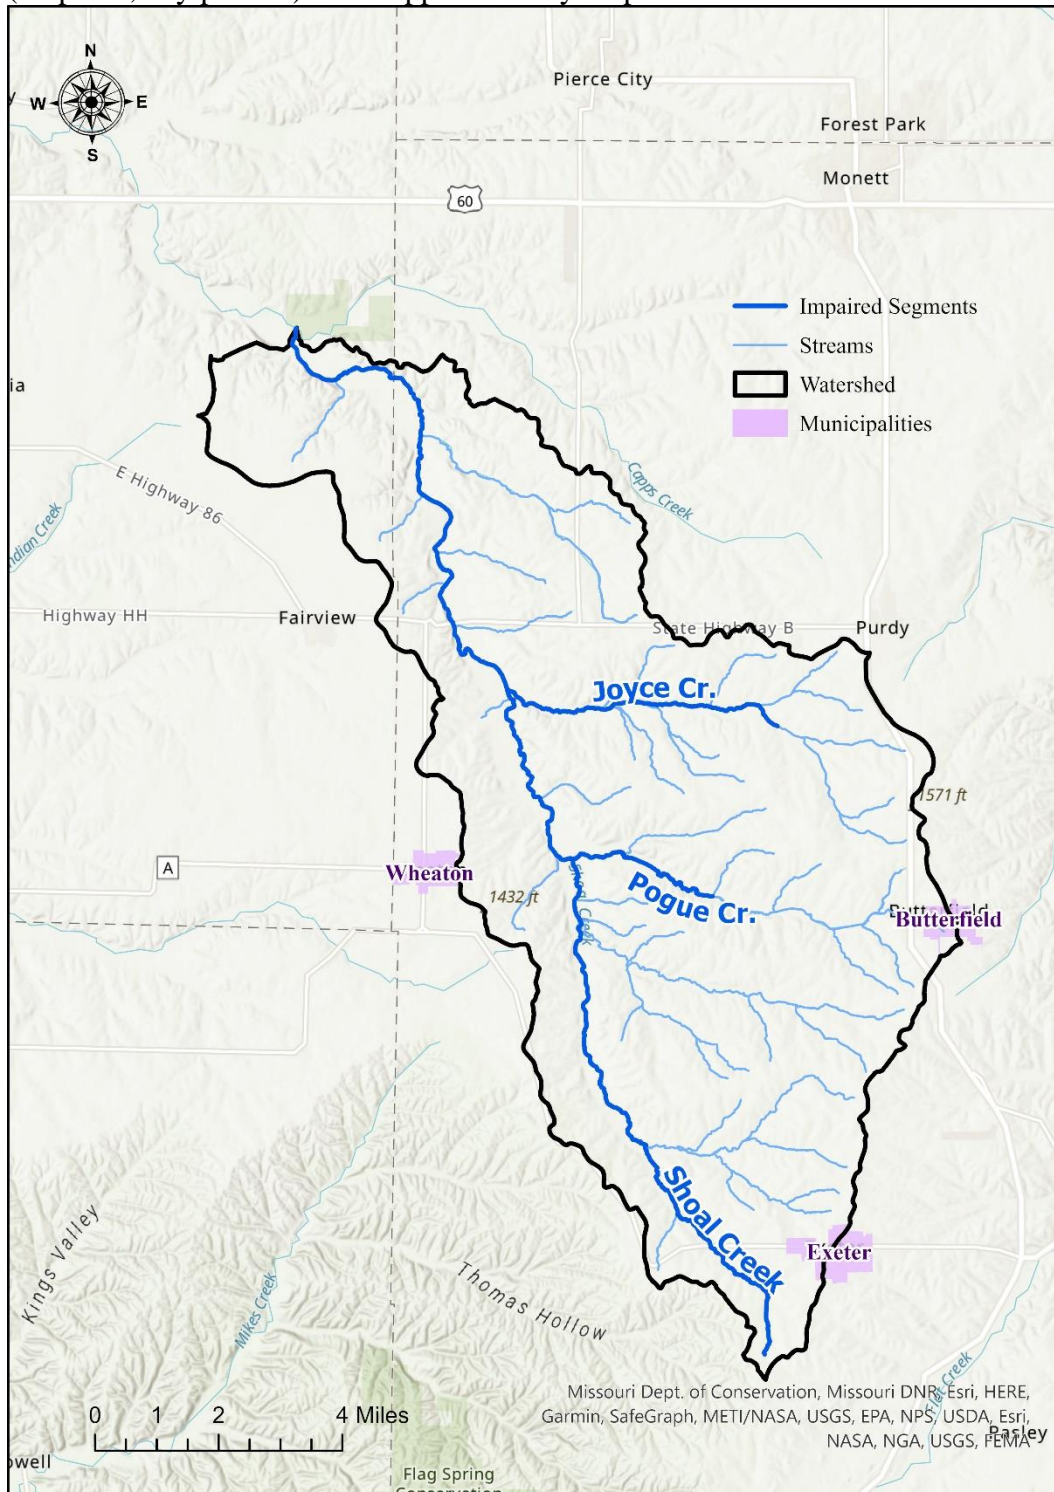 N
W
E
S
Pierce City
Forest Park
Monett
60
Impaired Segments
Streams
Watershed
Municipalities
ia
E Highway 86
Capps Creek
ndian Creek
Highway HH
Fairview
State Highway B
Purdy
Joyce Cr.
1571 ft
A
Wheaton
1432 ft
Shoal Creek
Pogue Cr.
Butterfield
Butterfield
Shoal Creek
Exeter
Kings Valley
Mikes Creek
Thomas Hollow
Flat Creek
Missouri Dept. of Conservation, Missouri DNR, Esri, HERE,
Garmin, SafeGraph, METI/NASA, USGS, EPA, NPS, USDA, Esri,
NASA, NGA, USGS, FEMA
Pasley
0 1 2 4 Miles
owell
Flag Spring